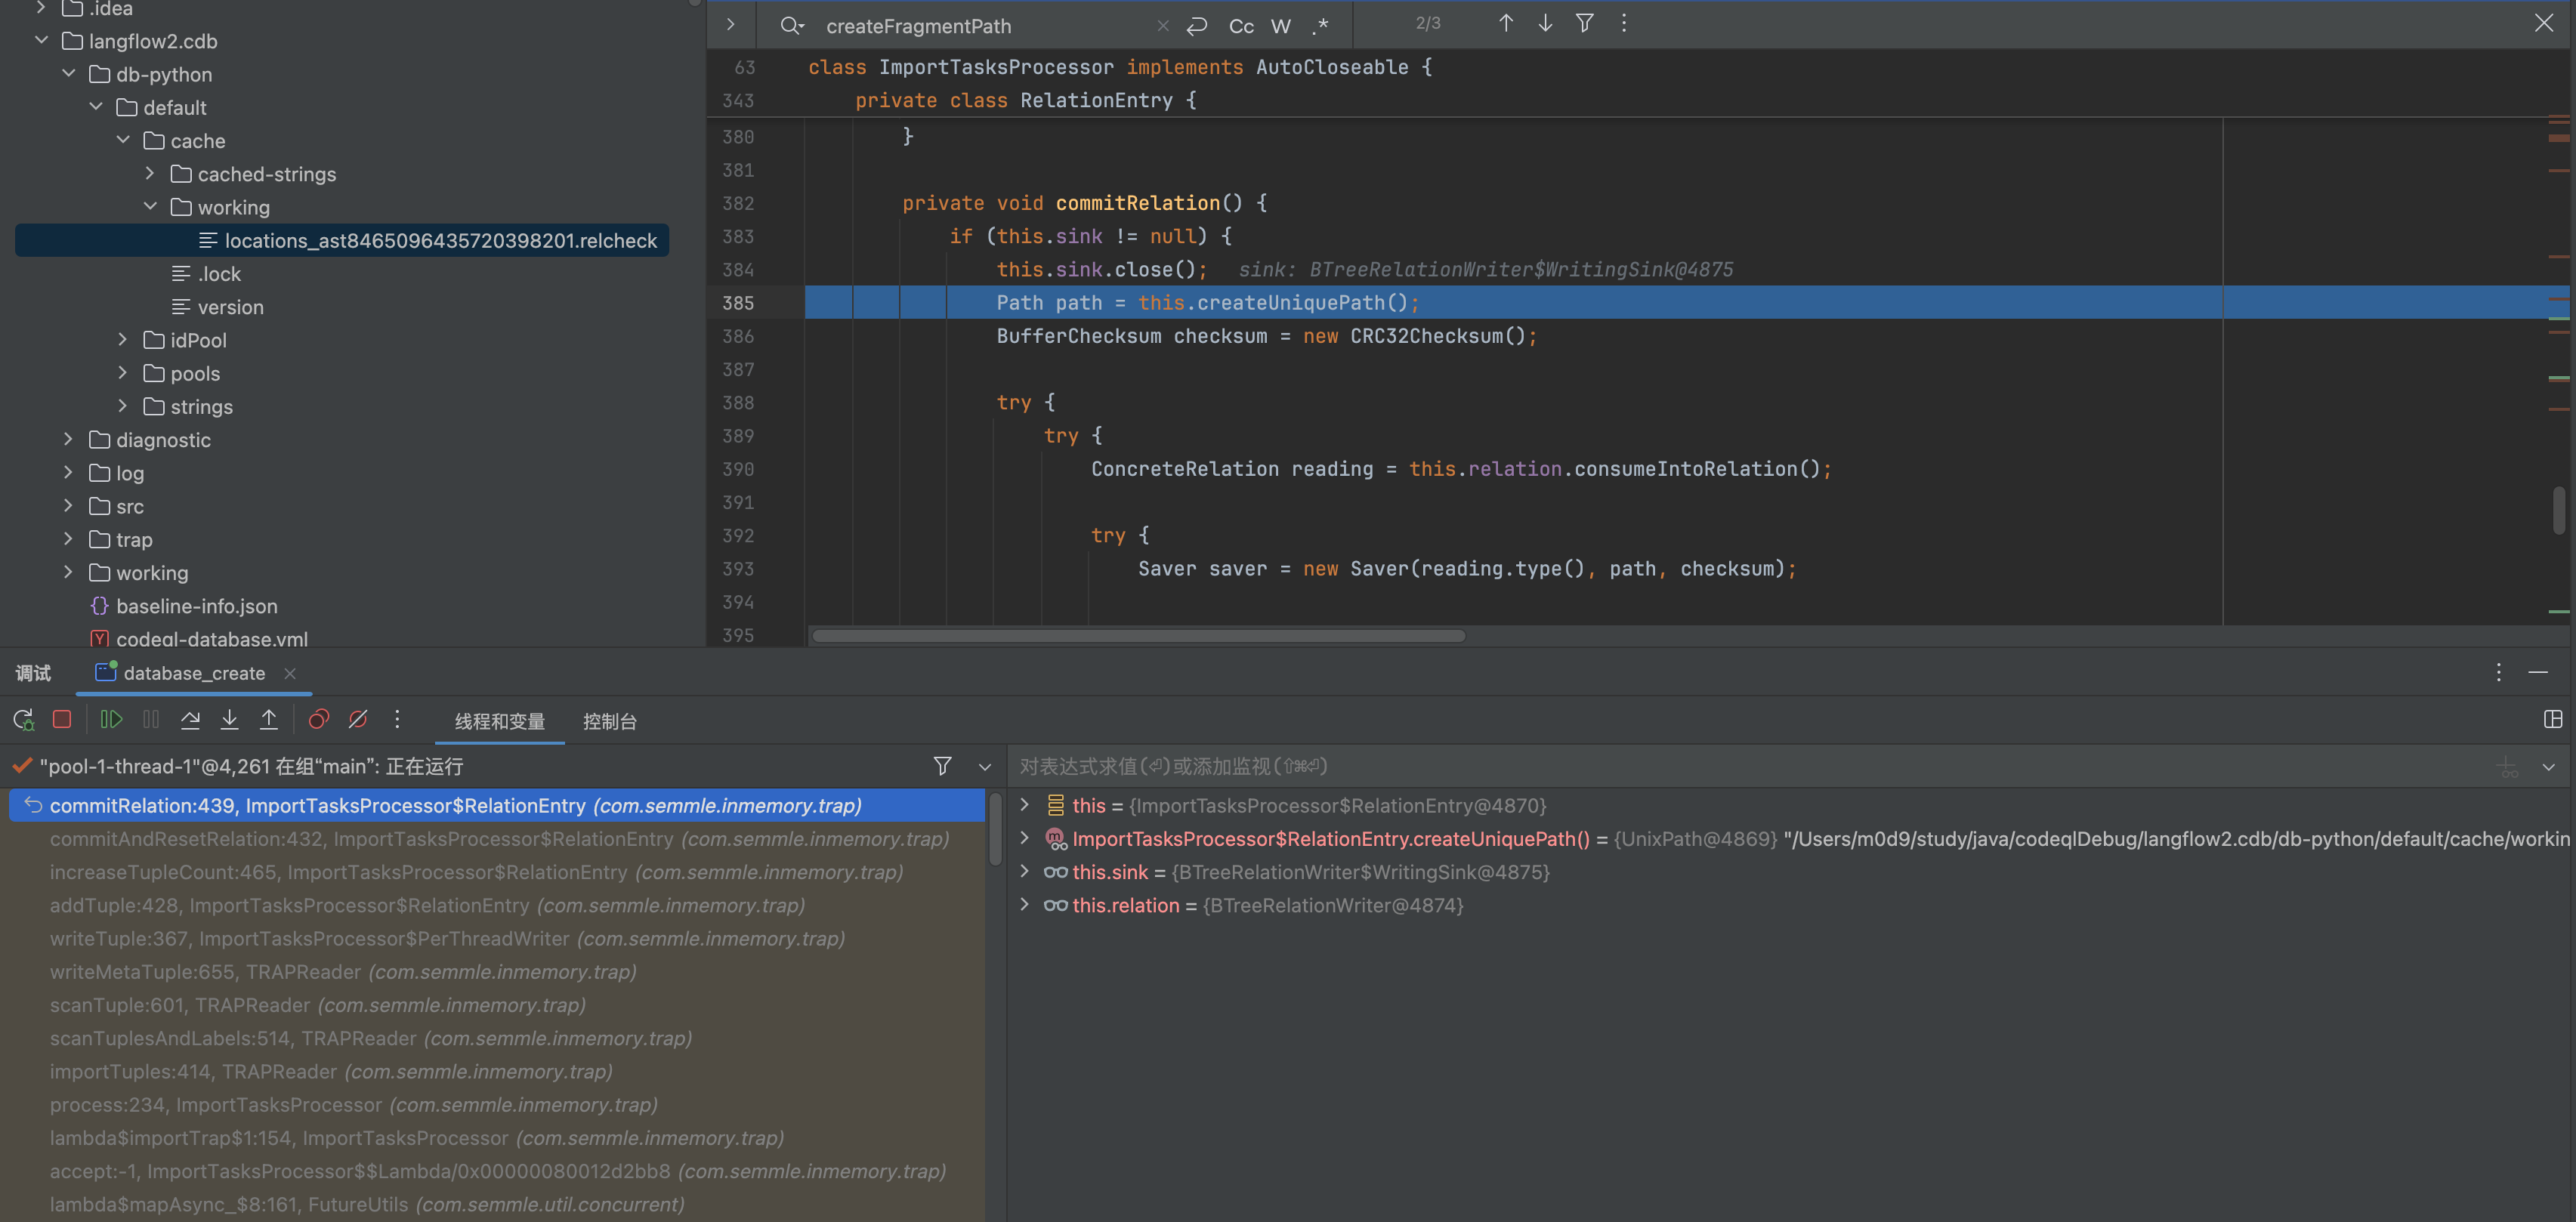 .idea
langflow2.cdb
db-python
default
cache
cached-strings
working
locations_ast8465096435720398201.relcheck
.lock
version
idPool
pools
strings
diagnostic
log
src
trap
working
baseline-info.json
codeql-database.yml
createFragmentPath
Cc W .*
2/3
63 class ImportTasksProcessor implements AutoCloseable {
343 private class RelationEntry {
380 }
381
382 private void commitRelation() {
383 if (this.sink != null) {
384 this.sink.close(); sink: BTreeRelationWriter$WritingSink@4875
385 Path path = this.createUniquePath();
386 BufferChecksum checksum = new CRC32Checksum();
387
388 try {
389 try {
390 ConcreteRelation reading = this.relation.consumeIntoRelation();
391
392 try {
393 Saver saver = new Saver(reading.type(), path, checksum);
394
395
调试
database_create
线程和变量
控制台
"pool-1-thread-1"@4,261 在组“main”: 正在运行
commitRelation:439, ImportTasksProcessor$RelationEntry (com.semmle.inmemory.trap)
commitAndResetRelation:432, ImportTasksProcessor$RelationEntry (com.semmle.inmemory.trap)
increaseTupleCount:465, ImportTasksProcessor$RelationEntry (com.semmle.inmemory.trap)
addTuple:428, ImportTasksProcessor$RelationEntry (com.semmle.inmemory.trap)
writeTuple:367, ImportTasksProcessor$PerThreadWriter (com.semmle.inmemory.trap)
writeMetaTuple:655, TRAPReader (com.semmle.inmemory.trap)
scanTuple:601, TRAPReader (com.semmle.inmemory.trap)
scanTuplesAndLabels:514, TRAPReader (com.semmle.inmemory.trap)
importTuples:414, TRAPReader (com.semmle.inmemory.trap)
process:234, ImportTasksProcessor (com.semmle.inmemory.trap)
lambda$importTrap$1:154, ImportTasksProcessor (com.semmle.inmemory.trap)
accept:-1, ImportTasksProcessor$$Lambda/0x00000080012d2bb8 (com.semmle.inmemory.trap)
lambda$mapAsync_$8:161, FutureUtils (com.semmle.util.concurrent)
对表达式求值(⏎)或添加监视(⇧⌘⏎)
this = {ImportTasksProcessor$RelationEntry@4870}
ImportTasksProcessor$RelationEntry.createUniquePath() = {UnixPath@4869} "/Users/m0d9/study/java/codeqlDebug/langflow2.cdb/db-python/default/cache/workin
this.sink = {BTreeRelationWriter$WritingSink@4875}
this.relation = {BTreeRelationWriter@4874}